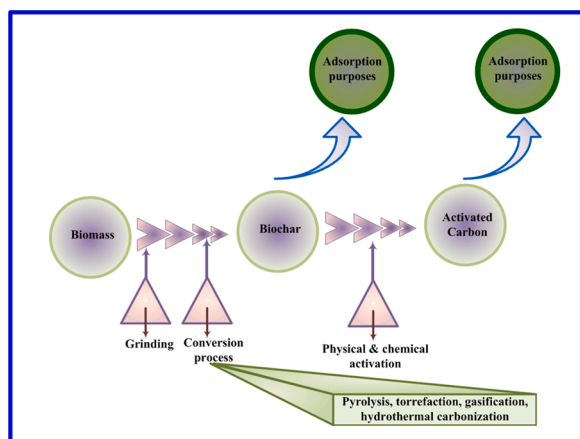 Adsorption
purposes
Adsorption
purposes
Biomass
Biochar
Activated
Carbon
Grinding
Conversion
process
Physical & chemical
activation
Pyrolysis, torrefaction, gasification,
hydrothermal carbonization